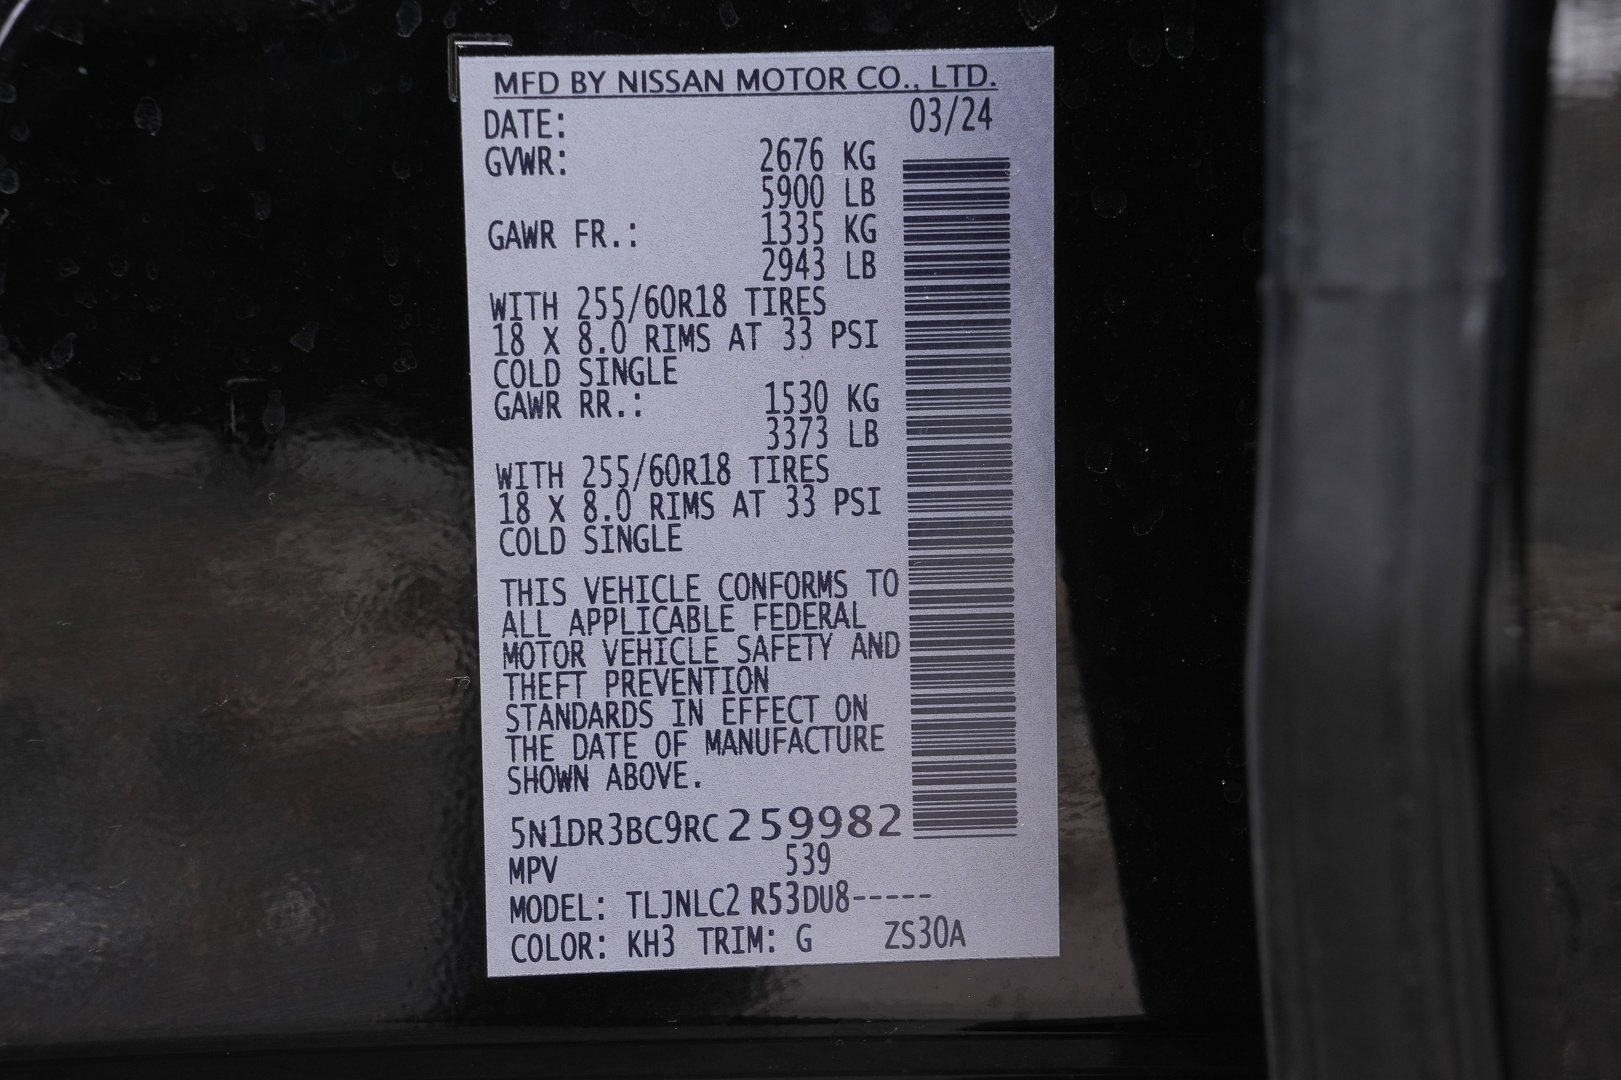 MFD BY NISSAN MOTOR CO., LTD.
DATE: 03/24
GVWR: 2676 KG
5900 LB
GAWR FR.: 1335 KG
2943 LB
WITH 255/60R18 TIRES
18 X 8.0 RIMS AT 33 PSI
COLD SINGLE
GAWR RR.: 1530 KG
3373 LB
WITH 255/60R18 TIRES
18 X 8.0 RIMS AT 33 PSI
COLD SINGLE
THIS VEHICLE CONFORMS TO
ALL APPLICABLE FEDERAL
MOTOR VEHICLE SAFETY AND
THEFT PREVENTION
STANDARDS IN EFFECT ON
THE DATE OF MANUFACTURE
SHOWN ABOVE.
5N1DR3BC9RC259982
MPV 539
MODEL: TLJNLC2 R53DU8-----
COLOR: KH3 TRIM: G ZS30A